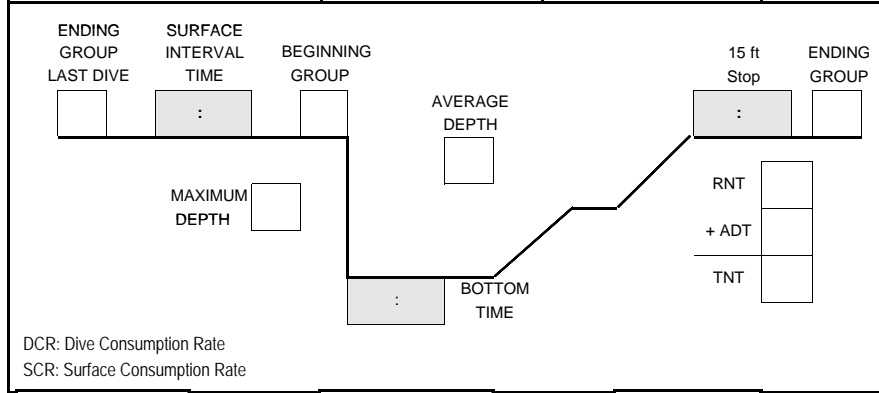 ENDING
GROUP
LAST DIVE
SURFACE
INTERVAL
TIME
BEGINNING
GROUP
15 ft
Stop
ENDING
GROUP
:
:
AVERAGE
DEPTH
MAXIMUM
DEPTH
RNT
+ ADT
TNT
:
BOTTOM
TIME
DCR: Dive Consumption Rate
SCR: Surface Consumption Rate